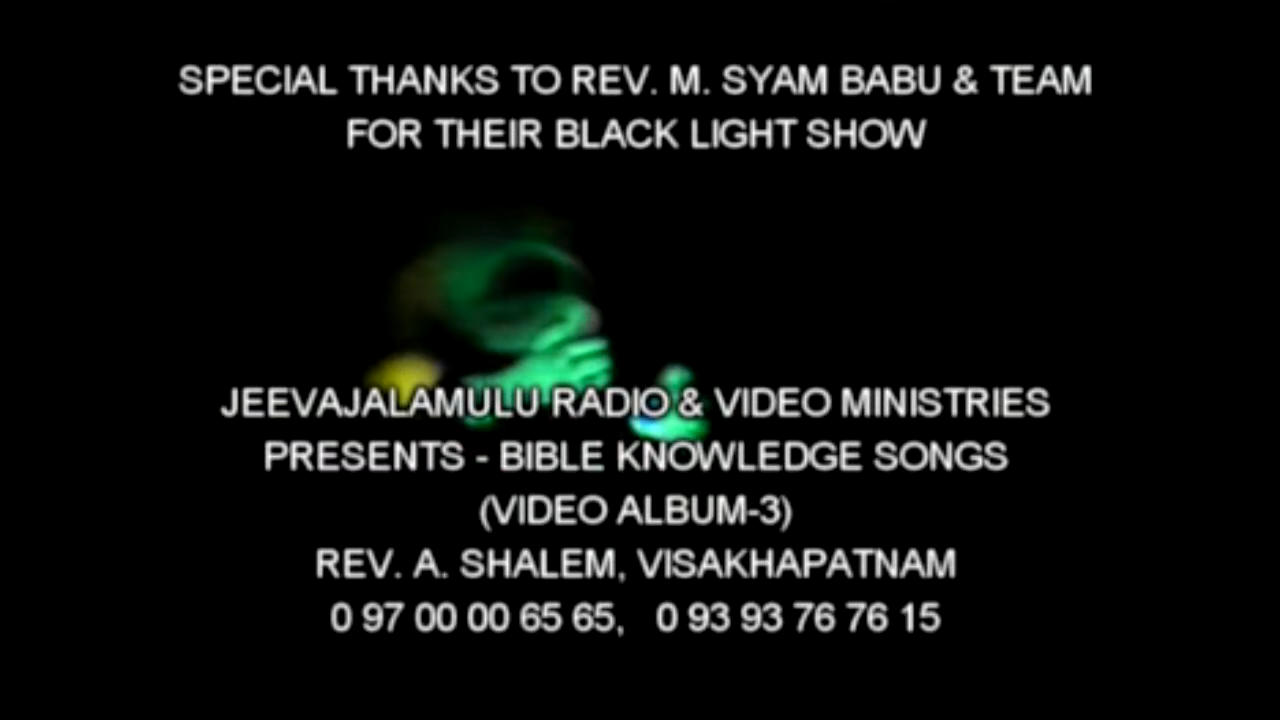 SPECIAL THANKS TO REV. M. SYAM BABU & TEAM
FOR THEIR BLACK LIGHT SHOW
JEEVAJALAMULU RADIO & VIDEO MINISTRIES
PRESENTS - BIBLE KNOWLEDGE SONGS
(VIDEO ALBUM-3)
REV. A. SHALEM, VISAKHAPATNAM
0 97 00 00 65 65, 0 93 93 76 76 15